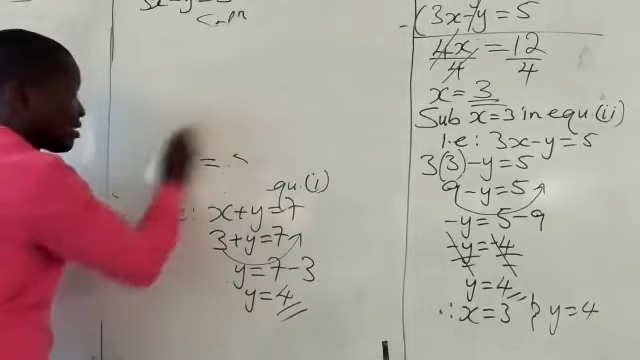 = 5
qu.(i)
: x+y=7
3+y=7
y=7-3
y=4
-(3x-y=5
4x/4 = 12/4
x=3
Sub x=3 in equ.(ii)
i.e: 3x-y=5
3(3)-y=5
9-y=5
-y=5-9
-y=-4
y=4
∴ x=3 } y=4